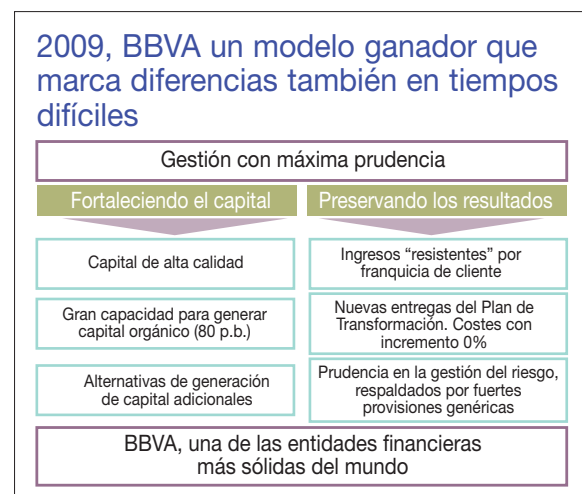 2009, BBVA un modelo ganador que
marca diferencias también en tiempos
difíciles
Gestión con máxima prudencia
Fortaleciendo el capital
Capital de alta calidad
Gran capacidad para generar
capital orgánico (80 p.b.)
Alternativas de generación
de capital adicionales
Preservando los resultados
Ingresos “resistentes” por
franquicia de cliente
Nuevas entregas del Plan de
Transformación. Costes con
incremento 0%
Prudencia en la gestión del riesgo,
respaldados por fuertes
provisiones genéricas
BBVA, una de las entidades financieras
más sólidas del mundo